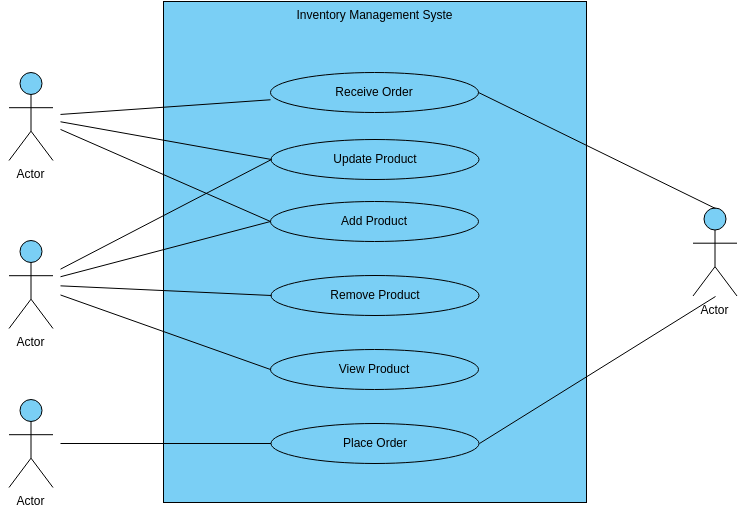 Inventory Management Syste
Receive Order
Update Product
Add Product
Remove Product
View Product
Place Order
Actor
Actor
Actor
Actor